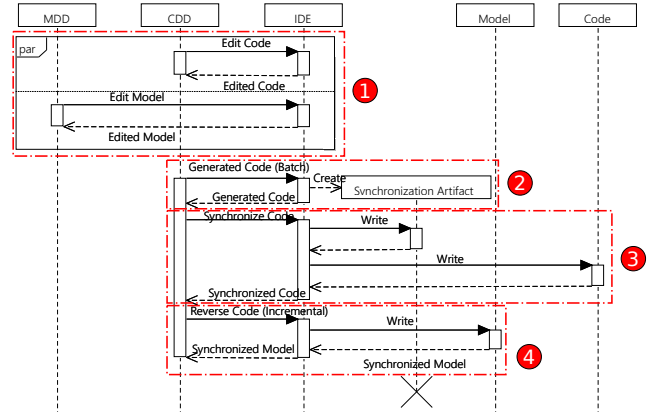 MDD
CDD
IDE
Model
Code
par
Edit Code
Edited Code
Edit Model
Edited Model
1
Generated Code (Batch)
Create
Synchronization Artifact
Generated Code
2
Synchronize Code
Write
Write
Synchronized Code
3
Reverse Code (Incremental)
Write
Synchronized Model
Synchronized Model
4